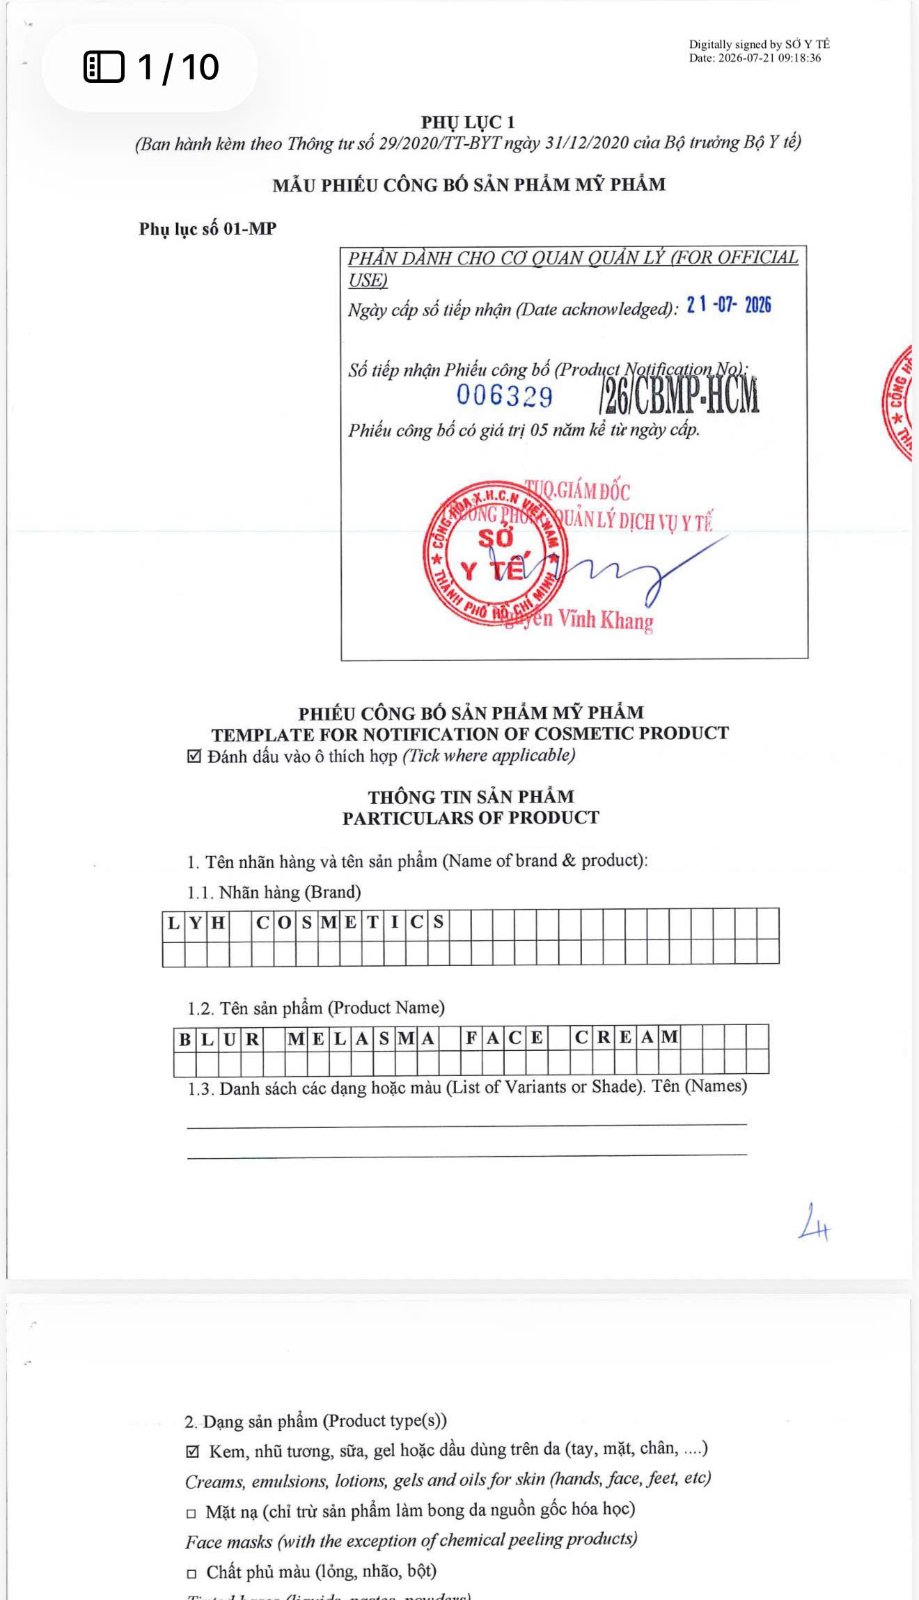 1 / 10
Digitally signed by SỞ Y TẾ
Date: 2026-07-21 09:18:36
PHỤ LỤC 1
(Ban hành kèm theo Thông tư số 29/2020/TT-BYT ngày 31/12/2020 của Bộ trưởng Bộ Y tế)
MẪU PHIẾU CÔNG BỐ SẢN PHẨM MỸ PHẨM
Phụ lục số 01-MP
PHẦN DÀNH CHO CƠ QUAN QUẢN LÝ (FOR OFFICIAL
USE)
Ngày cấp số tiếp nhận (Date acknowledged): 21-07-2026
Số tiếp nhận Phiếu công bố (Product Notification No):
006329 /26/CBMP-HCM
Phiếu công bố có giá trị 05 năm kể từ ngày cấp.
TUQ.GIÁM ĐỐC
QUẢN LÝ DỊCH VỤ Y TẾ
CỘNG HÒA X.H.C.N VIỆT NAM
SỞ
Y TẾ
THÀNH PHỐ HỒ CHÍ MINH
Nguyễn Vĩnh Khang
PHIẾU CÔNG BỐ SẢN PHẨM MỸ PHẨM
TEMPLATE FOR NOTIFICATION OF COSMETIC PRODUCT
☑ Đánh dấu vào ô thích hợp (Tick where applicable)
THÔNG TIN SẢN PHẨM
PARTICULARS OF PRODUCT
1. Tên nhãn hàng và tên sản phẩm (Name of brand & product):
1.1. Nhãn hàng (Brand)
LYH COSMETICS
1.2. Tên sản phẩm (Product Name)
BLUR MELASMA FACE CREAM
1.3. Danh sách các dạng hoặc màu (List of Variants or Shade). Tên (Names)
2. Dạng sản phẩm (Product type(s))
☑ Kem, nhũ tương, sữa, gel hoặc dầu dùng trên da (tay, mặt, chân, ....)
Creams, emulsions, lotions, gels and oils for skin (hands, face, feet, etc)
□ Mặt nạ (chỉ trừ sản phẩm làm bong da nguồn gốc hóa học)
Face masks (with the exception of chemical peeling products)
□ Chất phủ màu (lỏng, nhão, bột)